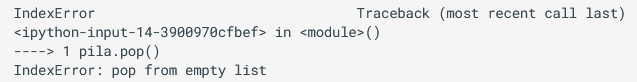 IndexError                                Traceback (most recent call last)
<ipython-input-14-3900970cfbef> in <module>()
----> 1 pila.pop()
IndexError: pop from empty list